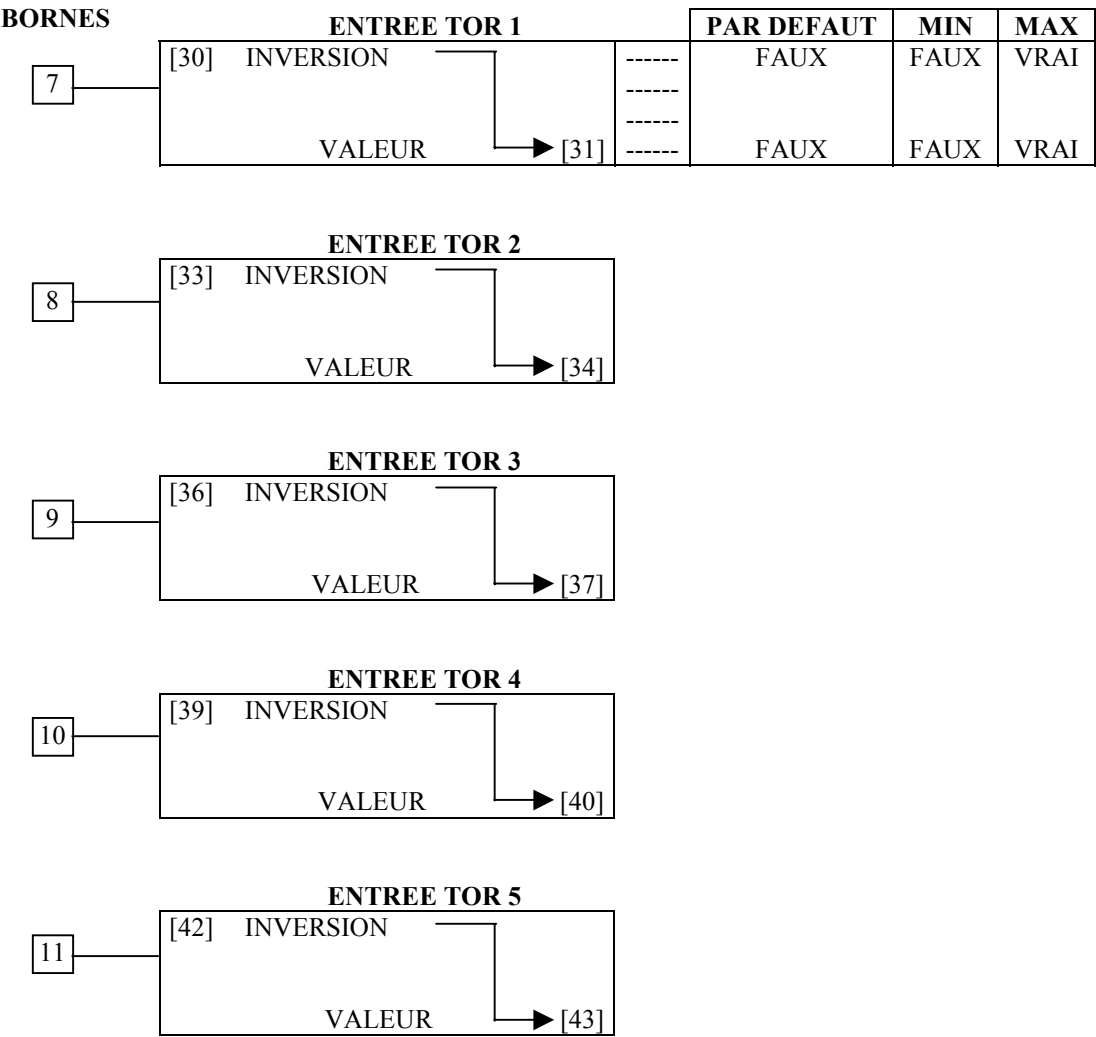 BORNES ENTREE TOR 1 PAR DEFAUT MIN MAX
[30] INVERSION ------ FAUX FAUX VRAI
7 ------
------
VALEUR [31] ------ FAUX FAUX VRAI
ENTREE TOR 2
[33] INVERSION
8
VALEUR [34]
ENTREE TOR 3
[36] INVERSION
9
VALEUR [37]
ENTREE TOR 4
[39] INVERSION
10
VALEUR [40]
ENTREE TOR 5
[42] INVERSION
11
VALEUR [43]